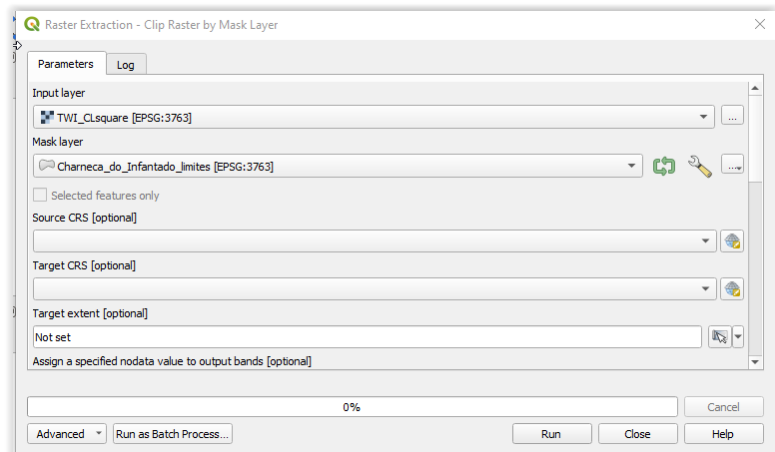 Raster Extraction - Clip Raster by Mask Layer
Parameters Log
Input layer
TWI_CLsquare [EPSG:3763]
...
Mask layer
Charneca_do_Infantado_limites [EPSG:3763]
...
Selected features only
Source CRS [optional]
Target CRS [optional]
Target extent [optional]
Not set
Assign a specified nodata value to output bands [optional]
0% Cancel
Advanced Run as Batch Process... Run Close Help